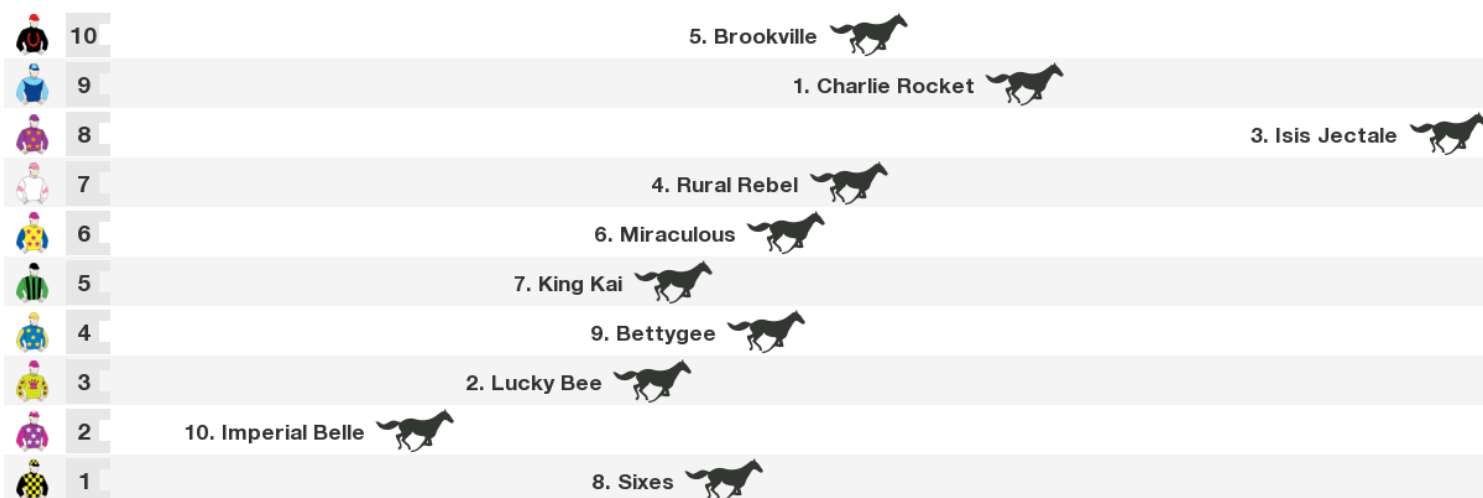 10 5. Brookville
9 1. Charlie Rocket
8 3. Isis Jectale
7 4. Rural Rebel
6 6. Miraculous
5 7. King Kai
4 9. Bettygee
3 2. Lucky Bee
2 10. Imperial Belle
1 8. Sixes